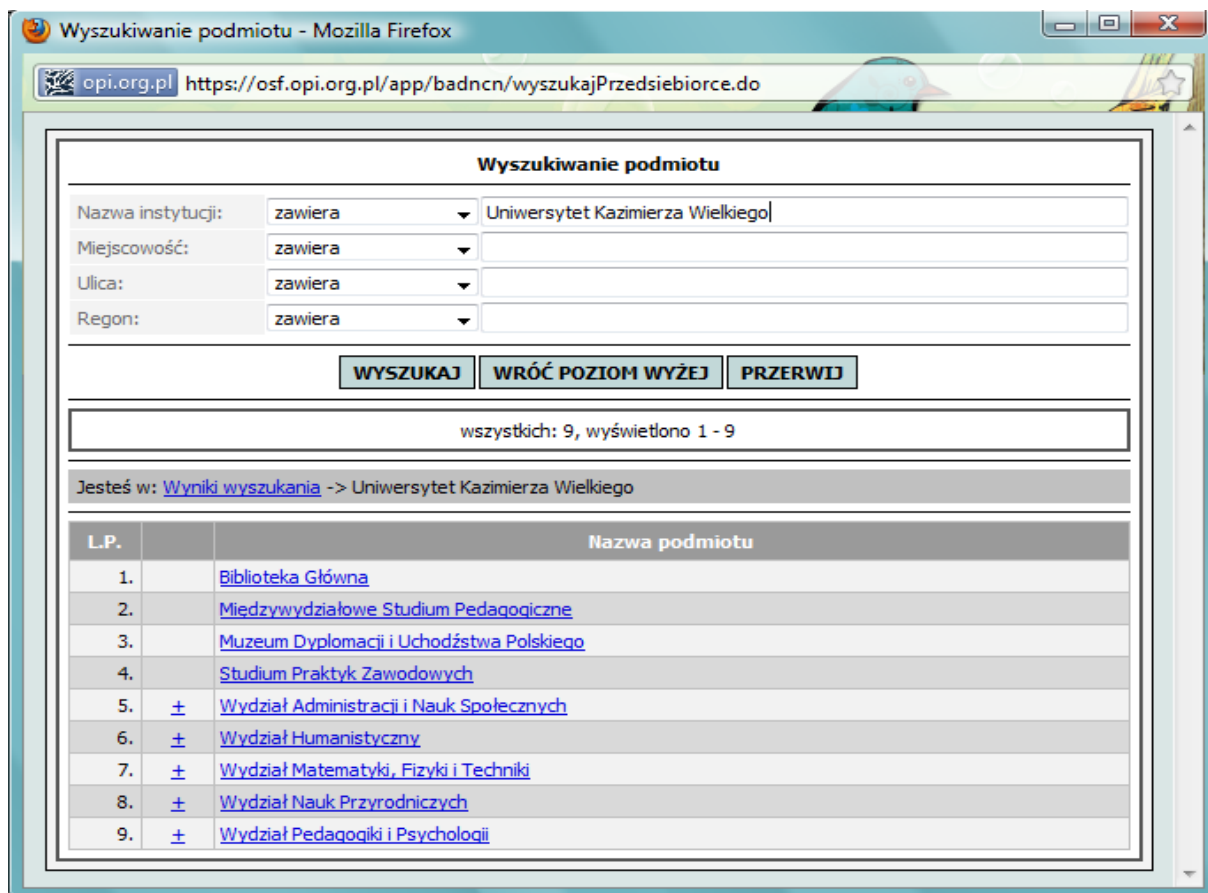 Wyszukiwanie podmiotu - Mozilla Firefox
opi.org.pl https://osf.opi.org.pl/app/badncn/wyszukajPrzedsiebiorce.do
Wyszukiwanie podmiotu
Nazwa instytucji: zawiera Uniwersytet Kazimierza Wielkiego
Miejscowość: zawiera
Ulica: zawiera
Regon: zawiera
WYSZUKAJ WRÓĆ POZIOM WYŻEJ PRZERWIJ
wszystkich: 9, wyświetlono 1 - 9
Jesteś w: Wyniki wyszukania -> Uniwersytet Kazimierza Wielkiego
L.P. Nazwa podmiotu
1. Biblioteka Główna
2. Międzywydziałowe Studium Pedagogiczne
3. Muzeum Dyplomacji i Uchodźstwa Polskiego
4. Studium Praktyk Zawodowych
5. + Wydział Administracji i Nauk Społecznych
6. + Wydział Humanistyczny
7. + Wydział Matematyki, Fizyki i Techniki
8. + Wydział Nauk Przyrodniczych
9. + Wydział Pedagogiki i Psychologii